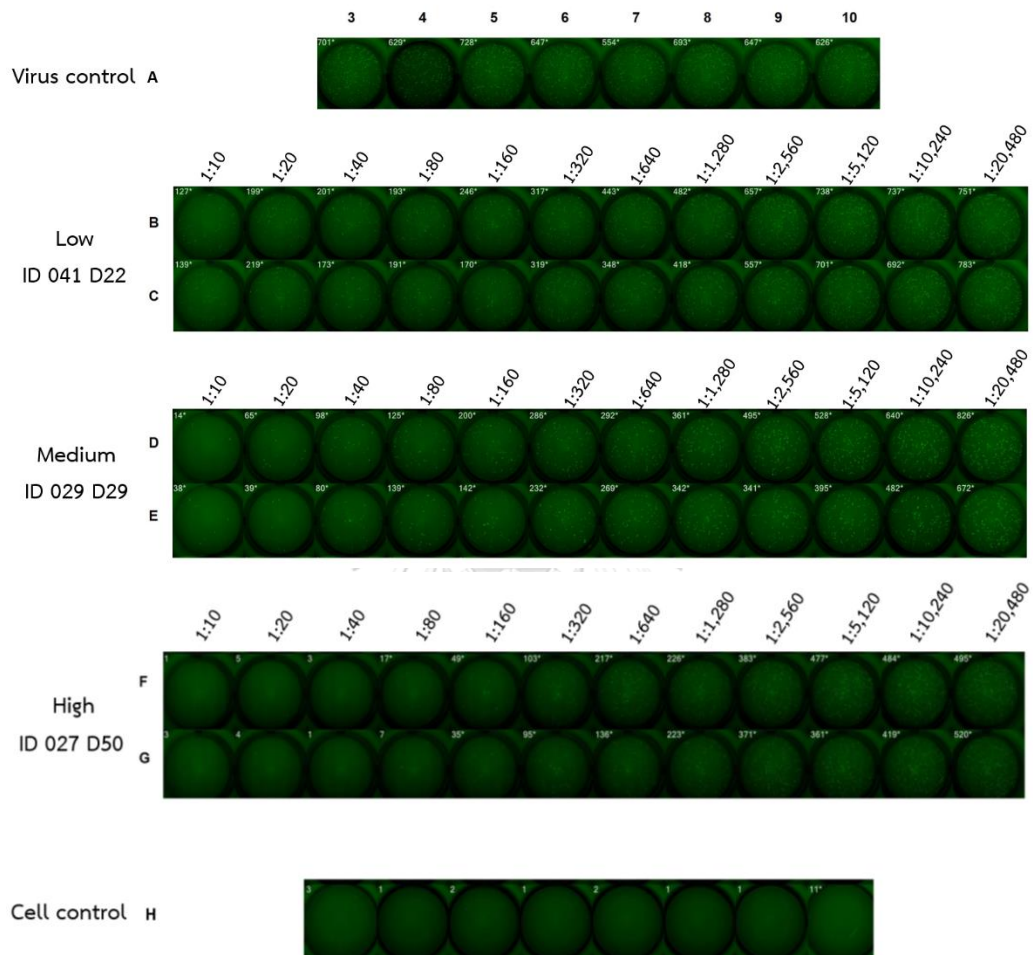 3 4 5 6 7 8 9 10
Virus control A
701* 629* 728* 647* 554* 693* 647* 626*
1:10 1:20 1:40 1:80 1:160 1:320 1:640 1:1,280 1:2,560 1:5,120 1:10,240 1:20,480
Low
ID 041 D22
B
127* 199* 201* 193* 246* 317* 443* 482* 657* 738* 737* 751*
C
139* 219* 173* 191* 170* 319* 348* 418* 557* 701* 692* 783*
1:10 1:20 1:40 1:80 1:160 1:320 1:640 1:1,280 1:2,560 1:5,120 1:10,240 1:20,480
Medium
ID 029 D29
D
14* 65* 98* 125* 200* 286* 292* 361* 495* 528* 640* 826*
E
38* 39* 80* 139* 142* 232* 269* 342* 341* 395* 482* 672*
1:10 1:20 1:40 1:80 1:160 1:320 1:640 1:1,280 1:2,560 1:5,120 1:10,240 1:20,480
High
ID 027 D50
F
1 5 3 17* 49* 103* 217* 226* 383* 477* 484* 495*
G
3 4 1 7 35* 95* 136* 223* 371* 361* 419* 520*
Cell control H
3 1 2 1 2 1 1 11*